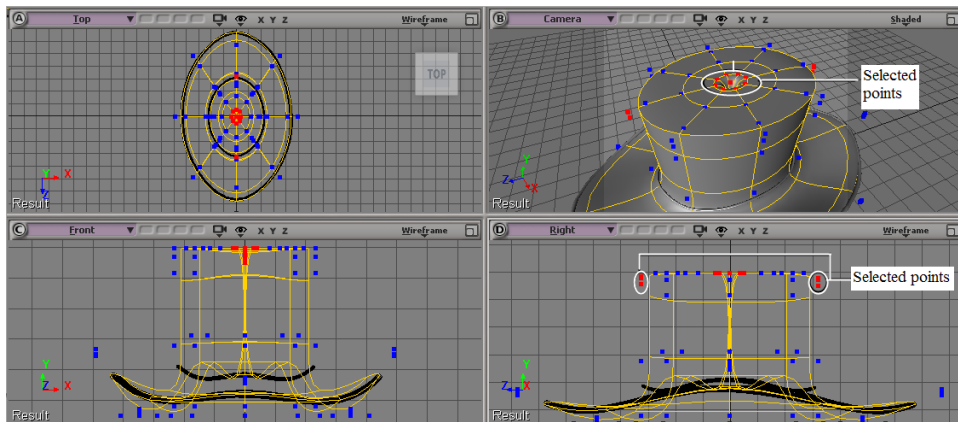 A Top X Y Z Wireframe
TOP
Y X
Z
Result
B Camera X Y Z Shaded
Selected
points
Y
Z X
Result
C Front X Y Z Wireframe
Y
X
Result
D Right X Y Z Wireframe
Selected points
Y
Z
Result